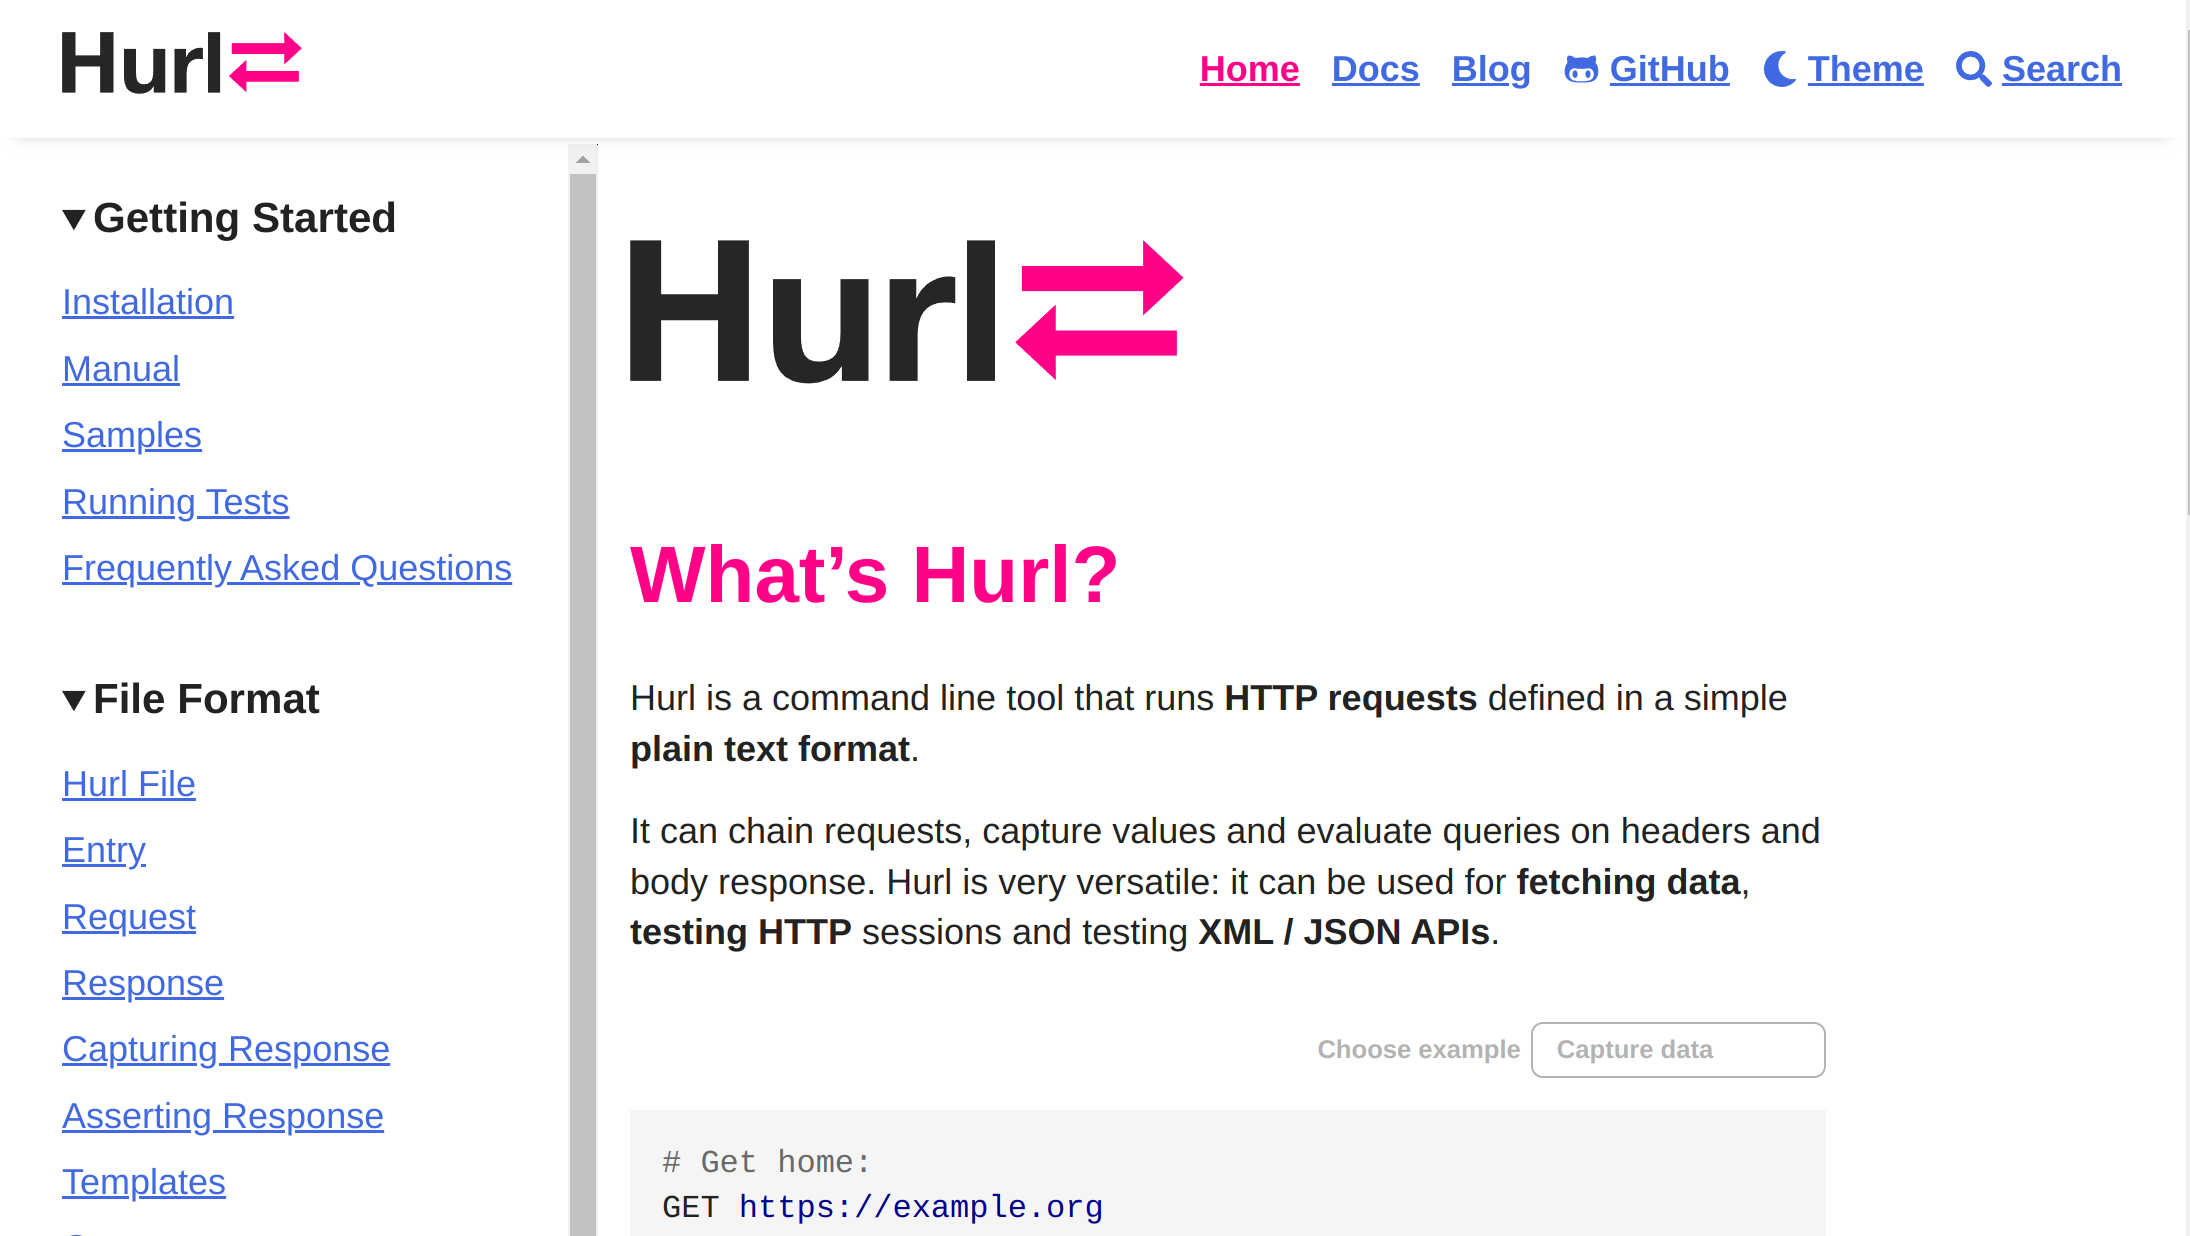 Hurl
Home Docs Blog GitHub Theme Search
Getting Started
Installation
Manual
Samples
Running Tests
Frequently Asked Questions
File Format
Hurl File
Entry
Request
Response
Capturing Response
Asserting Response
Templates
Hurl
What’s Hurl?
Hurl is a command line tool that runs HTTP requests defined in a simple
plain text format.
It can chain requests, capture values and evaluate queries on headers and
body response. Hurl is very versatile: it can be used for fetching data,
testing HTTP sessions and testing XML / JSON APIs.
Choose example Capture data
# Get home:
GET https://example.org